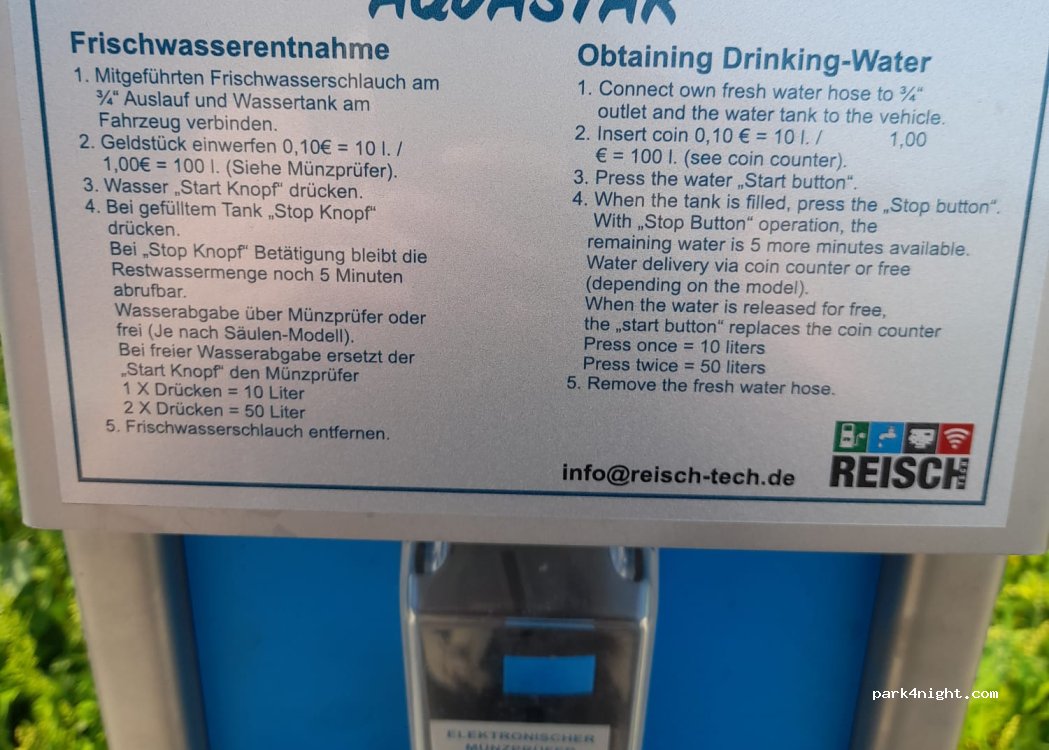 AQUASTAR
Frischwasserentnahme
1. Mitgeführten Frischwasserschlauch am
¾“ Auslauf und Wassertank am
Fahrzeug verbinden.
2. Geldstück einwerfen 0,10€ = 10 l. /
1,00€ = 100 l. (Siehe Münzprüfer).
3. Wasser „Start Knopf“ drücken.
4. Bei gefülltem Tank „Stop Knopf“
drücken.
Bei „Stop Knopf“ Betätigung bleibt die
Restwassermenge noch 5 Minuten
abrufbar.
Wasserabgabe über Münzprüfer oder
frei (Je nach Säulen-Modell).
Bei freier Wasserabgabe ersetzt der
„Start Knopf“ den Münzprüfer
1 X Drücken = 10 Liter
2 X Drücken = 50 Liter
5. Frischwasserschlauch entfernen.
Obtaining Drinking-Water
1. Connect own fresh water hose to ¾“
outlet and the water tank to the vehicle.
2. Insert coin 0,10 € = 10 l. / 1,00
€ = 100 l. (see coin counter).
3. Press the water „Start button“.
4. When the tank is filled, press the „Stop button“.
With „Stop Button“ operation, the
remaining water is 5 more minutes available.
Water delivery via coin counter or free
(depending on the model).
When the water is released for free,
the „start button“ replaces the coin counter
Press once = 10 liters
Press twice = 50 liters
5. Remove the fresh water hose.
info@reisch-tech.de
REISCH
ELEKTRONISCHER
MÜNZPRÜFER
park4night.com